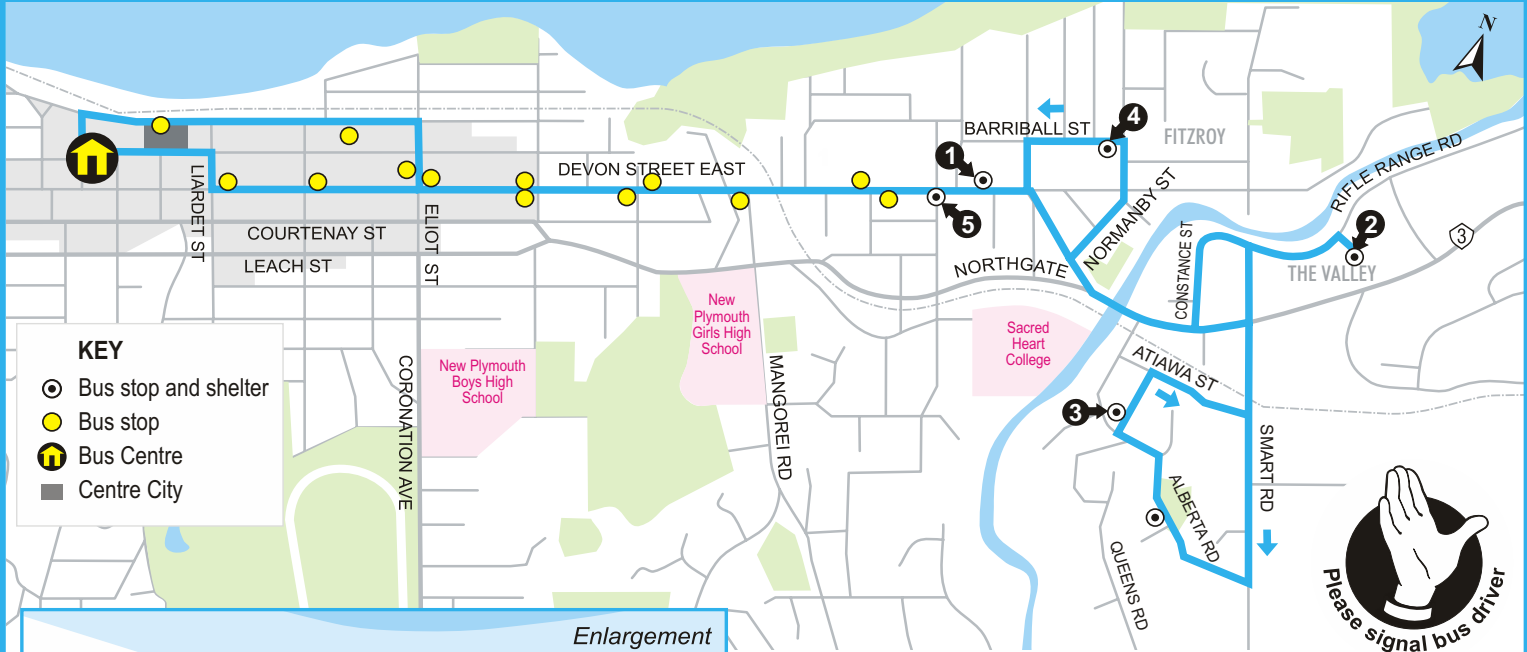 N
BARRIBALL ST
4
FITZROY
1
DEVON STREET EAST
RIFLE RANGE RD
LIARDET ST
NORMANBY ST
5
2
ELIOT ST
COURTENAY ST
CONSTANCE ST
3
LEACH ST
NORTHGATE
THE VALLEY
New
Plymouth
Girls High
School
Sacred
Heart
College
KEY
Bus stop and shelter
Bus stop
Bus Centre
Centre City
CORONATION AVE
New Plymouth
Boys High
School
MANGOREI RD
ATIAWA ST
3
SMART RD
ALBERTA RD
QUEENS RD
Please signal bus driver
Enlargement